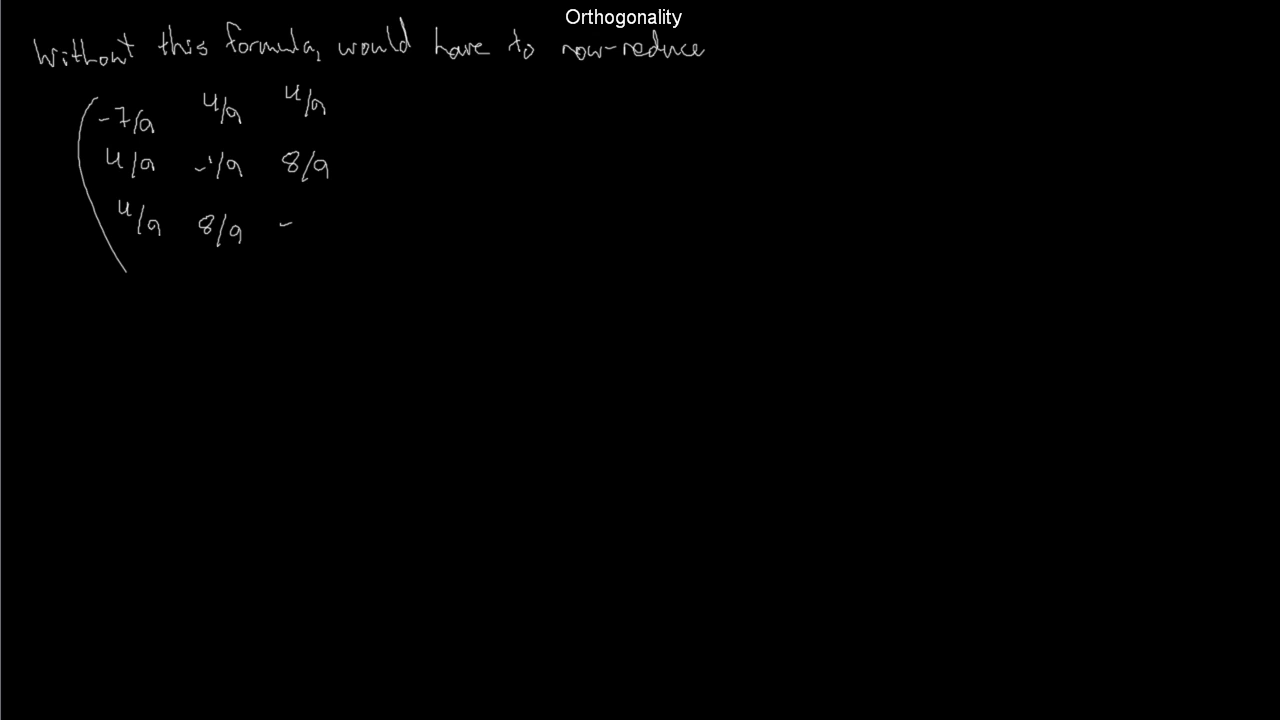 Orthogonality
Without this formula, would have to row-reduce
-7/9 4/9 4/9
4/9 -1/9 8/9
4/9 8/9 -